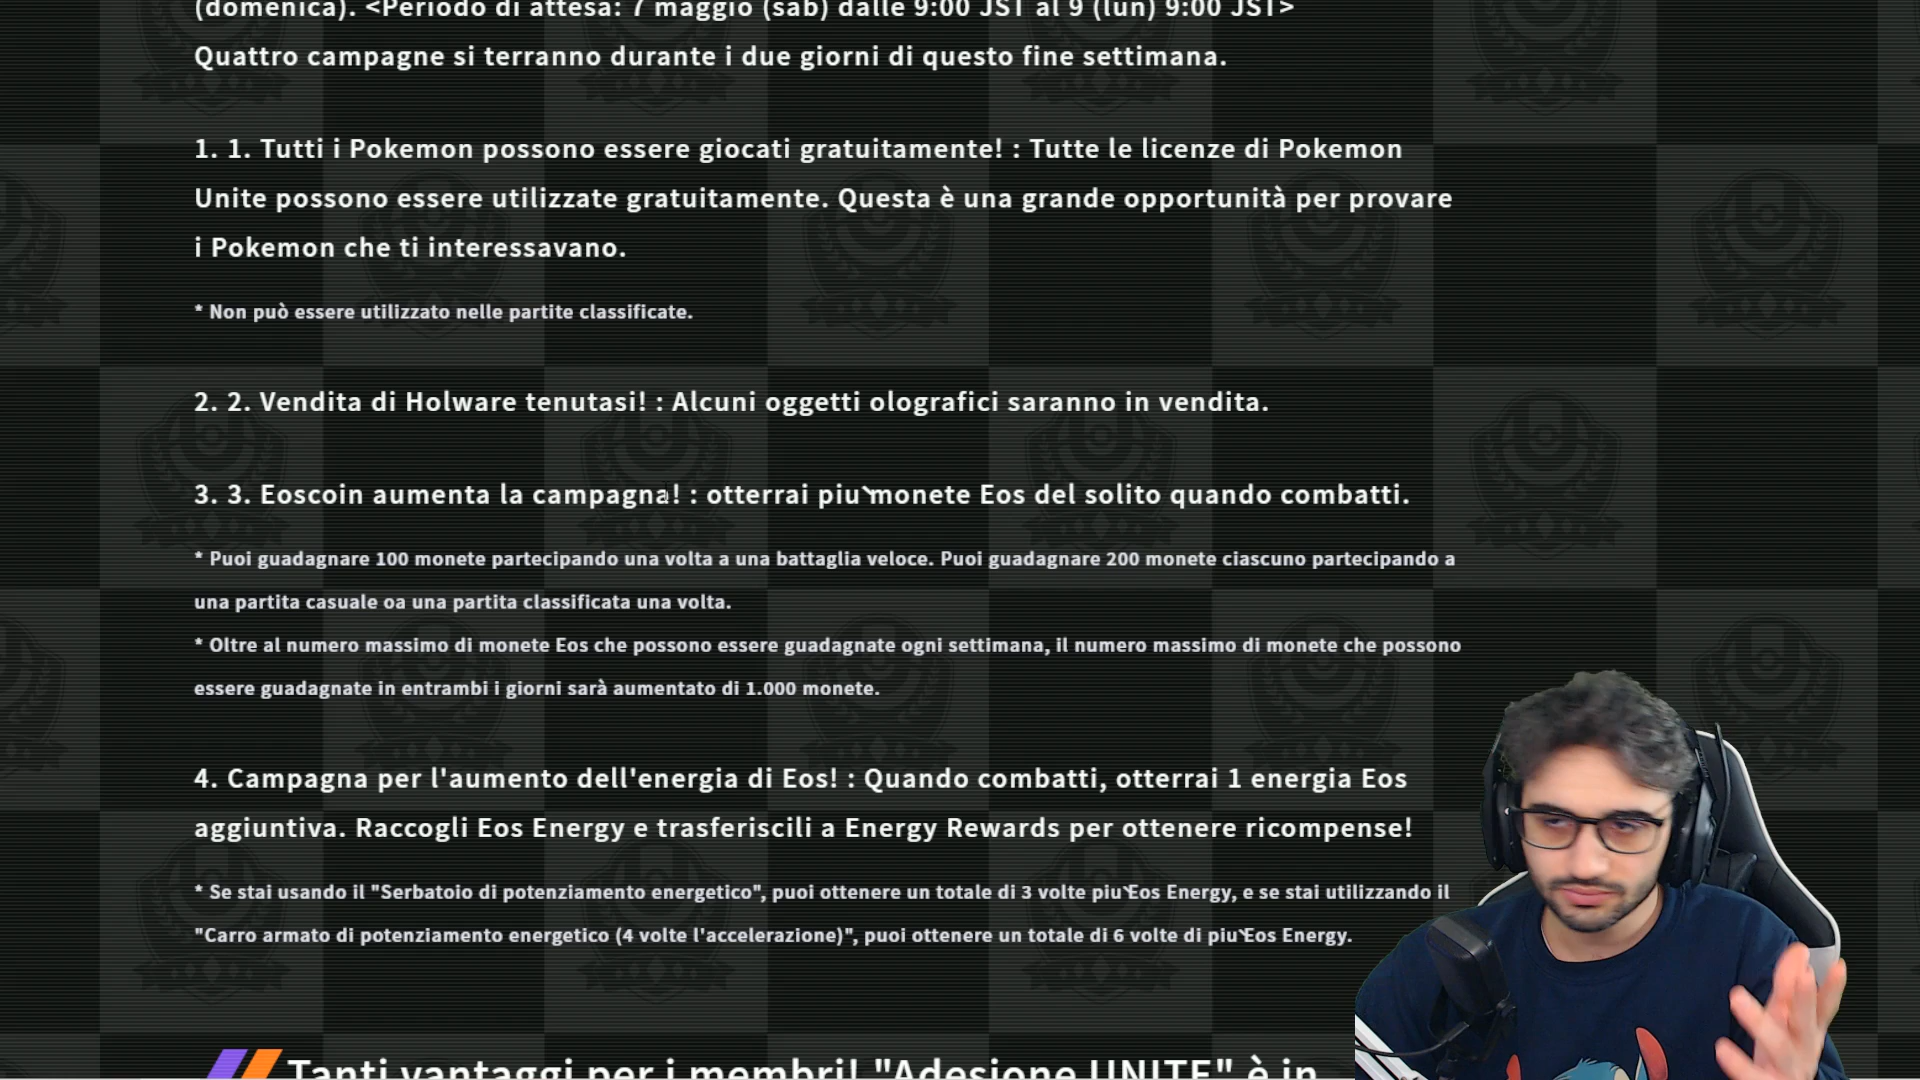 (domenica). <Periodo di attesa: 7 maggio (sab) dalle 9:00 JST al 9 (lun) 9:00 JST>
Quattro campagne si terranno durante i due giorni di questo fine settimana.
1. 1. Tutti i Pokemon possono essere giocati gratuitamente! : Tutte le licenze di Pokemon
Unite possono essere utilizzate gratuitamente. Questa è una grande opportunità per provare
i Pokemon che ti interessavano.
* Non può essere utilizzato nelle partite classificate.
2. 2. Vendita di Holware tenutasi! : Alcuni oggetti olografici saranno in vendita.
3. 3. Eoscoin aumenta la campagna! : otterrai piu`monete Eos del solito quando combatti.
* Puoi guadagnare 100 monete partecipando una volta a una battaglia veloce. Puoi guadagnare 200 monete ciascuno partecipando a
una partita casuale oa una partita classificata una volta.
* Oltre al numero massimo di monete Eos che possono essere guadagnate ogni settimana, il numero massimo di monete che possono
essere guadagnate in entrambi i giorni sarà aumentato di 1.000 monete.
4. Campagna per l'aumento dell'energia di Eos! : Quando combatti, otterrai 1 energia Eos
aggiuntiva. Raccogli Eos Energy e trasferiscili a Energy Rewards per ottenere ricompense!
* Se stai usando il "Serbatoio di potenziamento energetico", puoi ottenere un totale di 3 volte piu`Eos Energy, e se stai utilizzando il
"Carro armato di potenziamento energetico (4 volte l'accelerazione)", puoi ottenere un totale di 6 volte di piu`Eos Energy.
Tanti vantaggi per i membri! "Adesione UNITE" è in